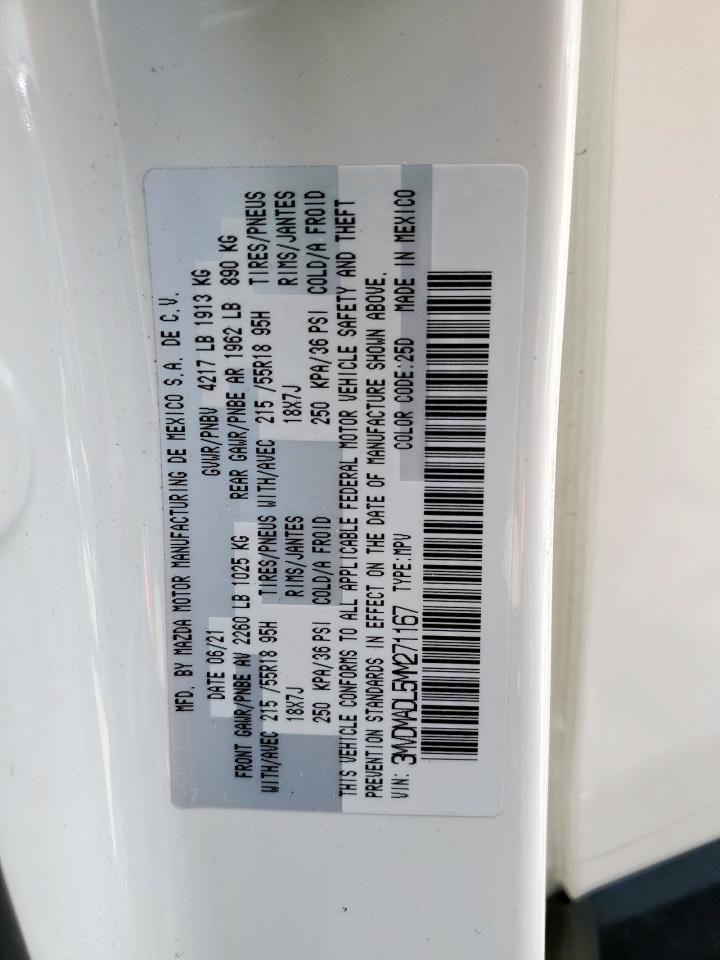 MFD. BY MAZDA MOTOR MANUFACTURING DE MEXICO S.A. DE C.V.
DATE 06/21 GVWR/PNBV 4217 LB 1913 KG
FRONT GAWR/PNBE AV 2260 LB 1025 KG REAR GAWR/PNBE AR 1962 LB 890 KG
WITH/AVEC 215 /55R18 95H TIRES/PNEUS WITH/AVEC 215 /55R18 95H TIRES/PNEUS
18X7J RIMS/JANTES 18X7J RIMS/JANTES
250 KPA/36 PSI COLD/A FROID 250 KPA/36 PSI COLD/A FROID
THIS VEHICLE CONFORMS TO ALL APPLICABLE FEDERAL MOTOR VEHICLE SAFETY AND THEFT
PREVENTION STANDARDS IN EFFECT ON THE DATE OF MANUFACTURE SHOWN ABOVE.
VIN: 3MVDMADL5MM271167 TYPE:MPV COLOR CODE:25D MADE IN MEXICO